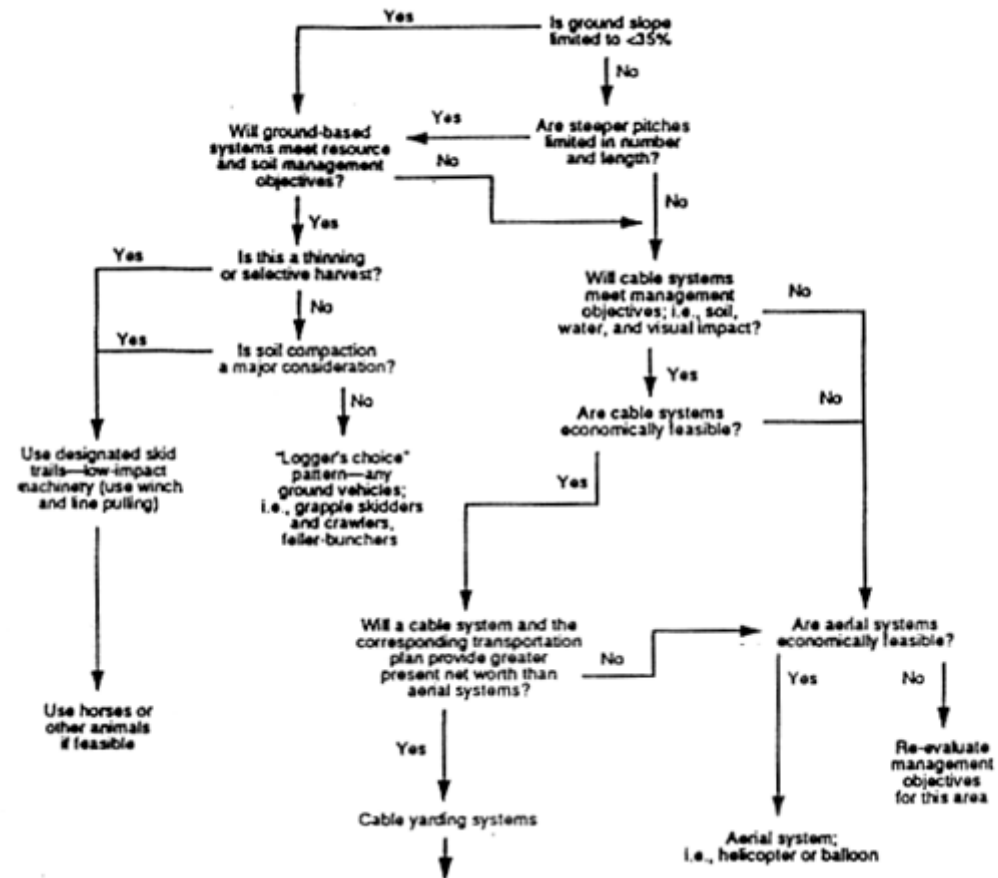 Yes
Is ground slope
limited to <35%
No
Yes
Are steeper pitches
limited in number
and length?
Will ground-based
systems meet resource
and soil management
objectives?
No
No
Yes
Yes
Is this a thinning
or selective harvest?
Will cable systems
meet management
objectives; i.e., soil,
water, and visual impact?
No
No
Yes
Is soil compaction
a major consideration?
Yes
No
Are cable systems
economically feasible?
No
Use designated skid
trails—low-impact
machinery (use winch
and line pulling)
"Logger's choice"
pattern—any
ground vehicles;
i.e., grapple skidders
and crawlers,
feller-bunchers
Yes
Will a cable system and the
corresponding transportation
plan provide greater
present net worth than
aerial systems?
No
Are aerial systems
economically feasible?
Yes
No
Use horses or
other animals
if feasible
Yes
Re-evaluate
management
objectives
for this area
Cable yarding systems
Aerial system;
i.e., helicopter or balloon